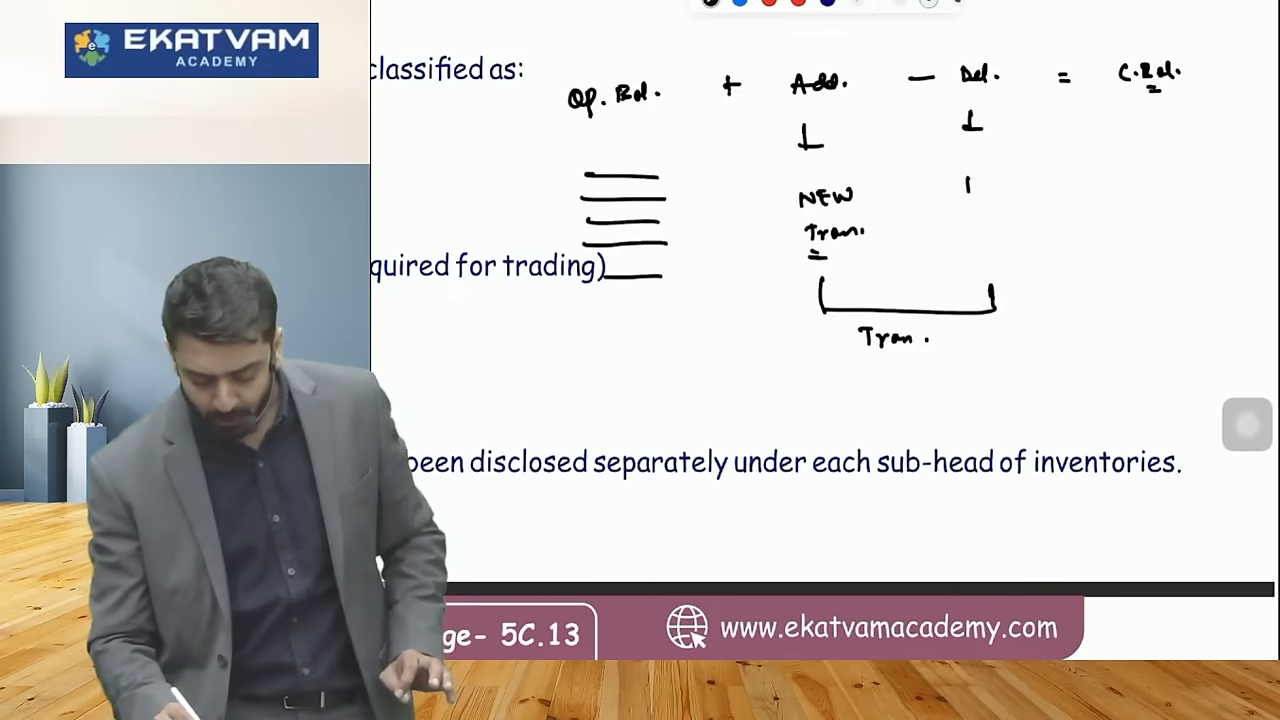 EKATVAM
ACADEMY
classified as:
Op. Bal. + Add. - Del. = C.Bal.
NEW
Tran.
quired for trading)
Tran.
been disclosed separately under each sub-head of inventories.
ge- 5C.13
www.ekatvamacademy.com